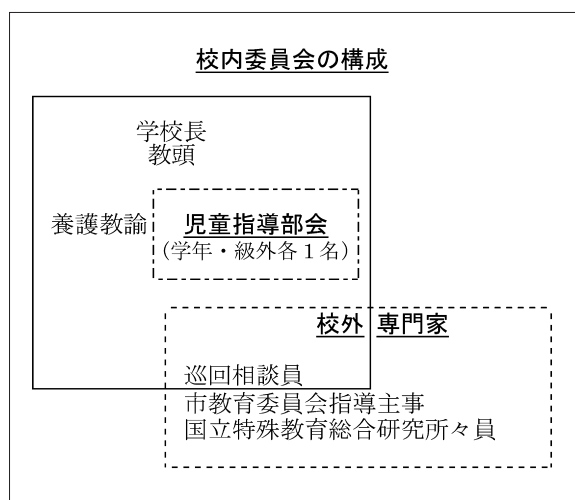 校内委員会の構成
学校長
教頭
養護教諭
児童指導部会
(学年・級外各1名)
校外 専門家
巡回相談員
市教育委員会指導主事
国立特殊教育総合研究所々員